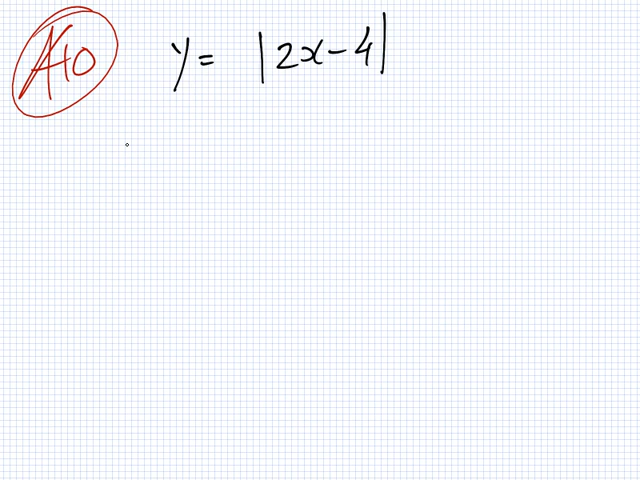 A10
y = |2x-4|